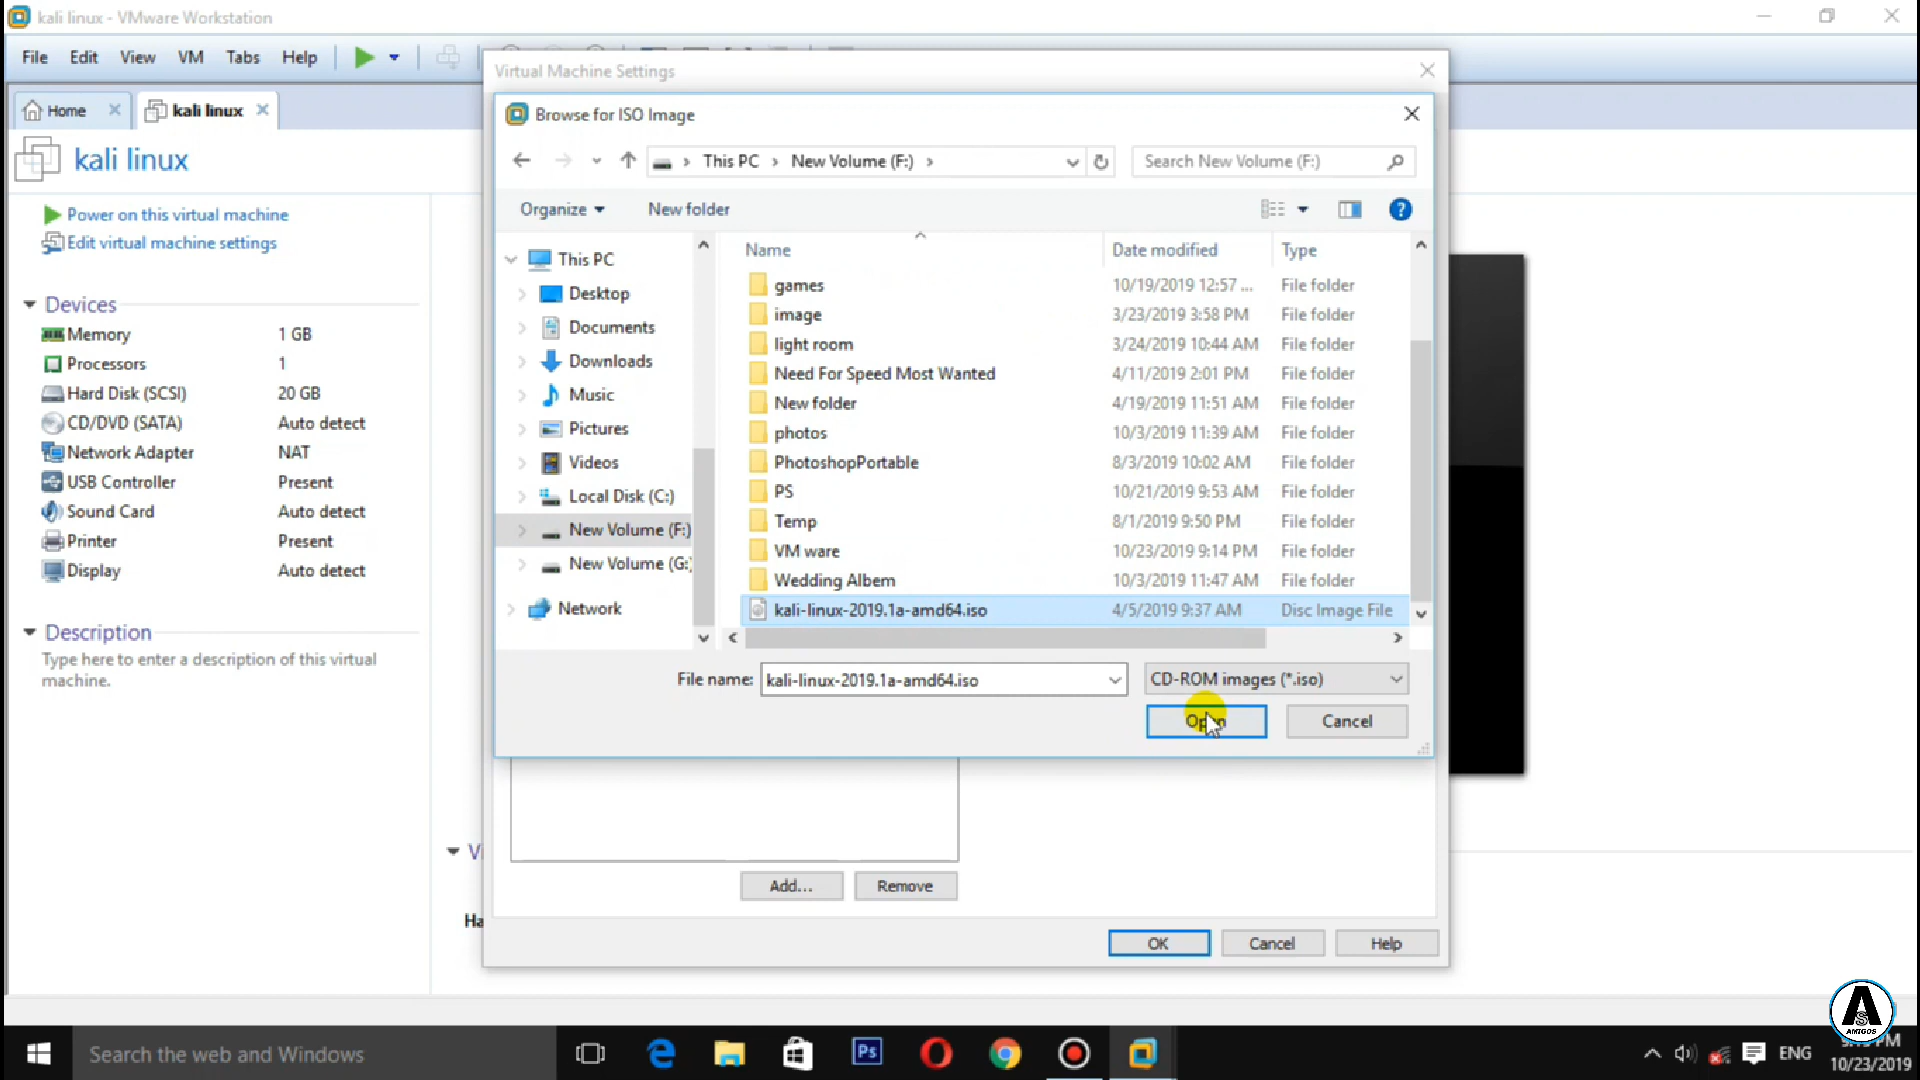 kali linux - VMware Workstation
File Edit View VM Tabs Help
Virtual Machine Settings
Home
kali linux
Browse for ISO Image
kali linux
This PC New Volume (F:)
Search New Volume (F:)
Power on this virtual machine
Edit virtual machine settings
Organize New folder
Name Date modified Type
This PC
Desktop
Documents
Downloads
Music
Pictures
Videos
Local Disk (C:)
New Volume (F:)
New Volume (G:
Network
games 10/19/2019 12:57 ... File folder
image 3/23/2019 3:58 PM File folder
light room 3/24/2019 10:44 AM File folder
Need For Speed Most Wanted 4/11/2019 2:01 PM File folder
New folder 4/19/2019 11:51 AM File folder
photos 10/3/2019 11:39 AM File folder
PhotoshopPortable 8/3/2019 10:02 AM File folder
PS 10/21/2019 9:53 AM File folder
Temp 8/1/2019 9:50 PM File folder
VM ware 10/23/2019 9:14 PM File folder
Wedding Albem 10/3/2019 11:47 AM File folder
kali-linux-2019.1a-amd64.iso 4/5/2019 9:37 AM Disc Image File
File name: kali-linux-2019.1a-amd64.iso
CD-ROM images (*.iso)
Open Cancel
Devices
Memory 1 GB
Processors 1
Hard Disk (SCSI) 20 GB
CD/DVD (SATA) Auto detect
Network Adapter NAT
USB Controller Present
Sound Card Auto detect
Printer Present
Display Auto detect
Description
Type here to enter a description of this virtual
machine.
Add... Remove
Ha
OK Cancel Help
AMIGOS
Search the web and Windows
Ps
ENG
PM
10/23/2019